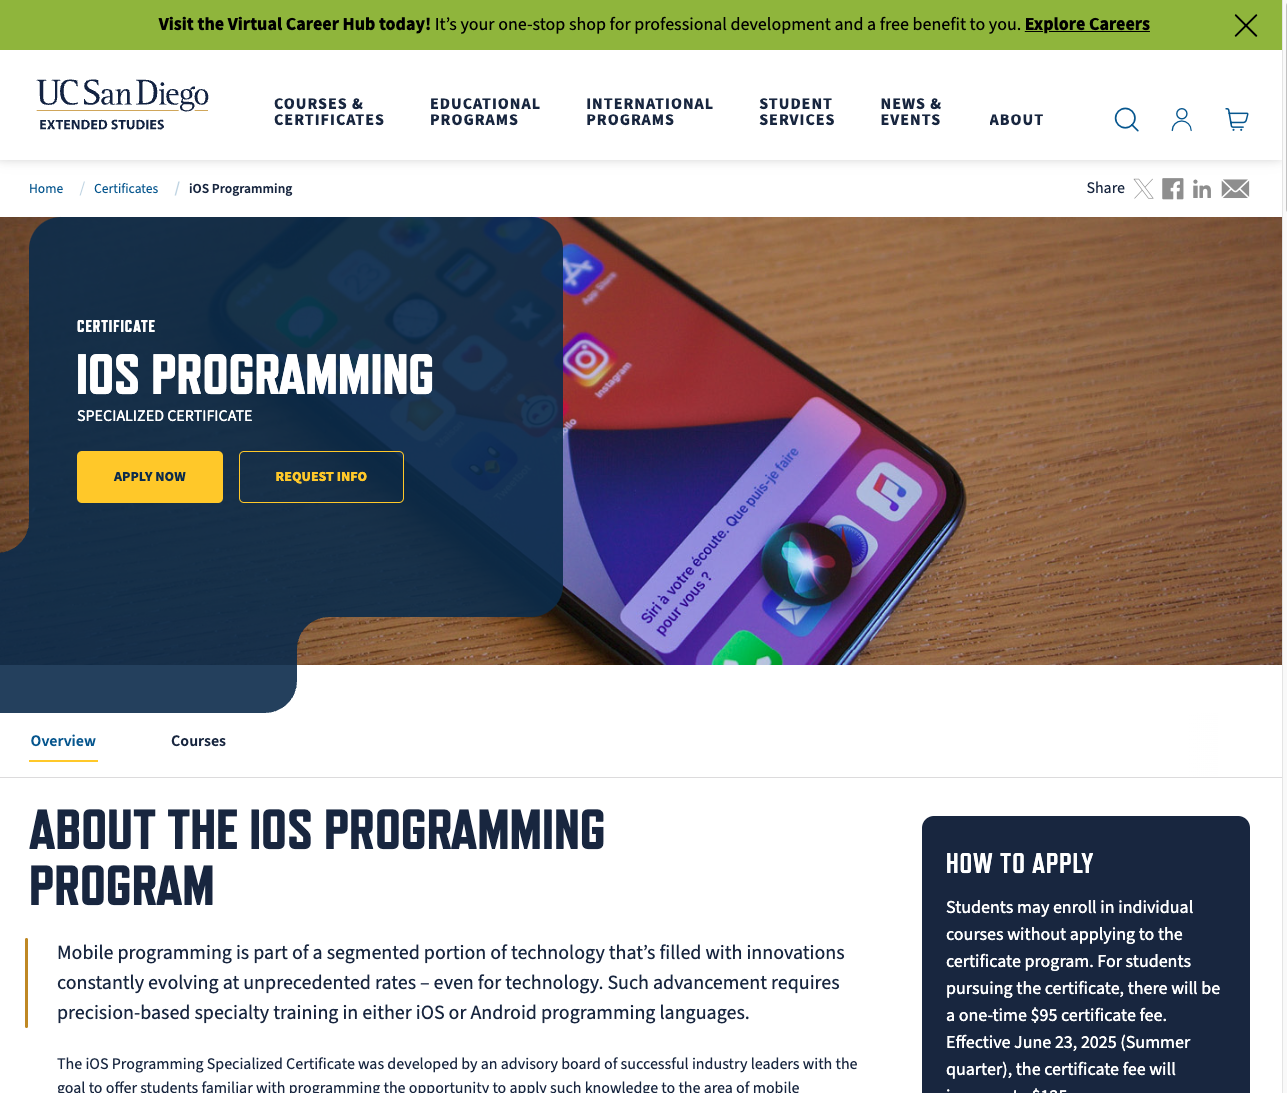 Visit the Virtual Career Hub today! It's your one-stop shop for professional development and a free benefit to you. Explore Careers
UC San Diego
EXTENDED STUDIES
COURSES & CERTIFICATES
EDUCATIONAL PROGRAMS
INTERNATIONAL PROGRAMS
STUDENT SERVICES
NEWS & EVENTS
ABOUT
Home / Certificates / iOS Programming
Share
CERTIFICATE
IOS PROGRAMMING
SPECIALIZED CERTIFICATE
APPLY NOW
REQUEST INFO
App Store
Instagram
Siri à votre écoute. Que puis-je faire
pour vous ?
Overview
Courses
ABOUT THE IOS PROGRAMMING
PROGRAM
Mobile programming is part of a segmented portion of technology that's filled with innovations
constantly evolving at unprecedented rates – even for technology. Such advancement requires
precision-based specialty training in either iOS or Android programming languages.
The iOS Programming Specialized Certificate was developed by an advisory board of successful industry leaders with the
goal to offer students familiar with programming the opportunity to apply such knowledge to the area of mobile
HOW TO APPLY
Students may enroll in individual
courses without applying to the
certificate program. For students
pursuing the certificate, there will be
a one-time $95 certificate fee.
Effective June 23, 2025 (Summer
quarter), the certificate fee will